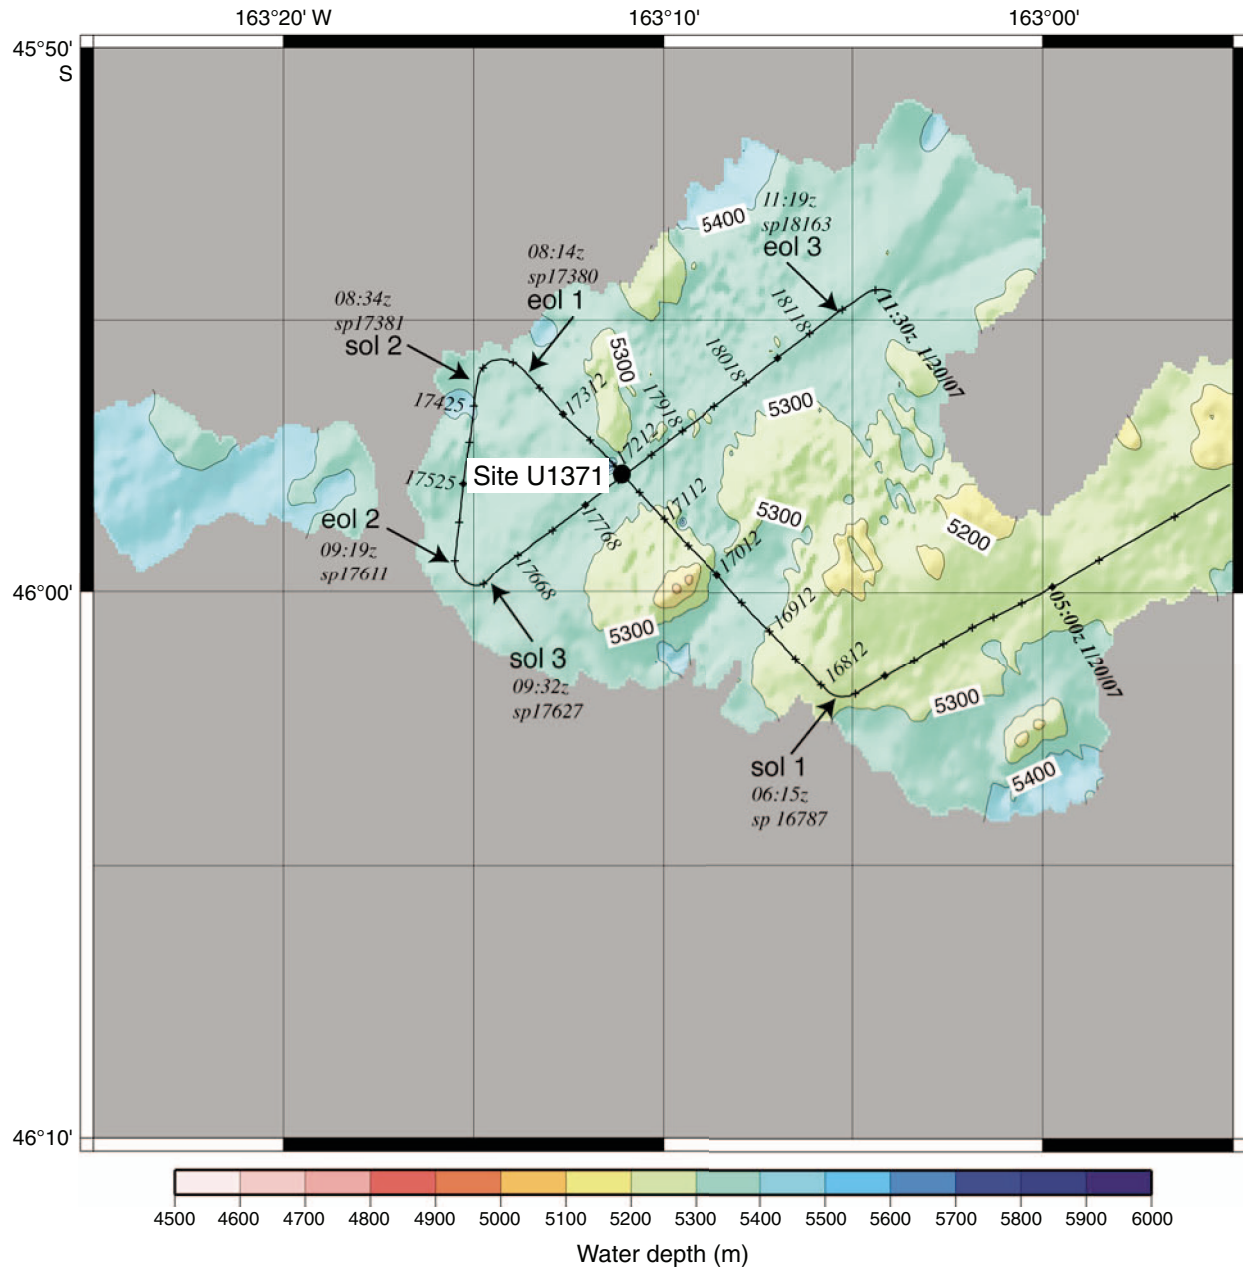 163°20' W
163°10'
163°00'
45°50'
S
5400
11:19z
sp18163
eol 3
08:14z
sp17380
eol 1
08:34z
sp17381
sol 2
18118
11:30z 1/20/07
5300
18018
17312
17918
5300
17425
7212
Site U1371
17525
17112
5300
5200
eol 2
09:19z
sp17611
17768
17012
17668
46°00'
16912
05:00z 1/20/07
5300
sol 3
09:32z
sp17627
16812
5300
sol 1
06:15z
sp 16787
5400
46°10'
4500 4600 4700 4800 4900 5000 5100 5200 5300 5400 5500 5600 5700 5800 5900 6000
Water depth (m)